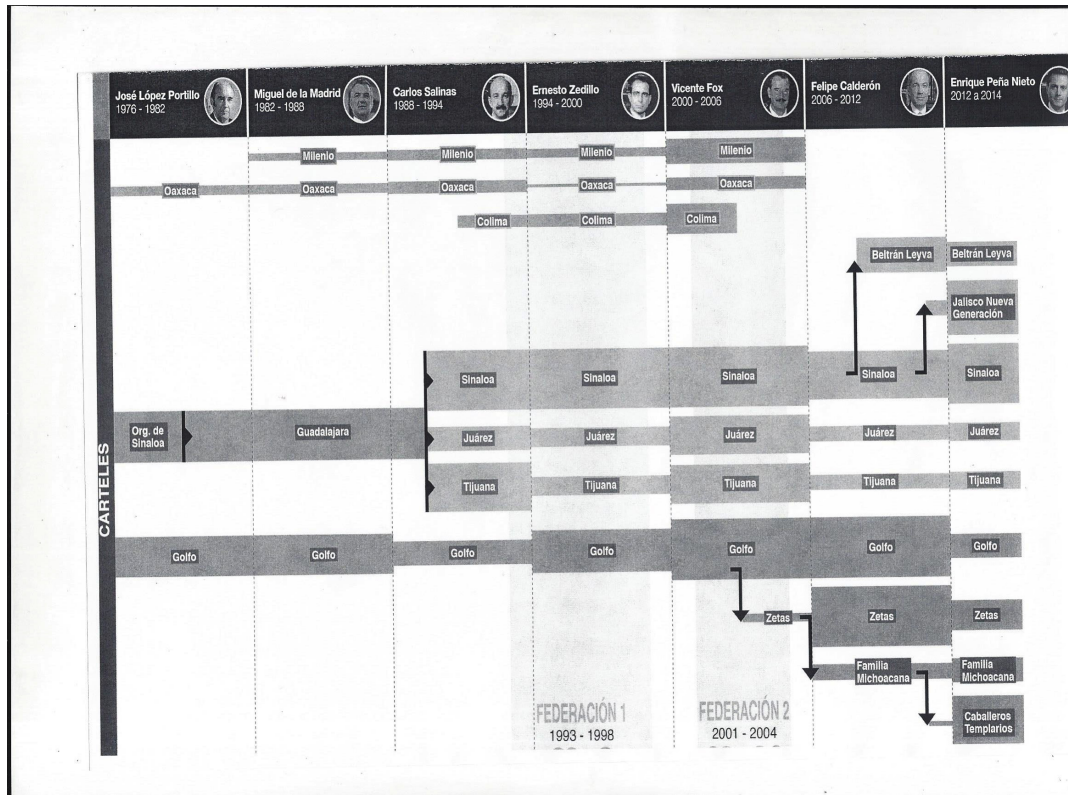 José López Portillo
1976 - 1982
Miguel de la Madrid
1982 - 1988
Carlos Salinas
1988 - 1994
Ernesto Zedillo
1994 - 2000
Vicente Fox
2000 - 2006
Felipe Calderón
2006 - 2012
Enrique Peña Nieto
2012 a 2014
CARTELES
Milenio
Milenio
Milenio
Milenio
Oaxaca
Oaxaca
Oaxaca
Oaxaca
Oaxaca
Colima
Colima
Colima
Beltrán Leyva
Beltrán Leyva
Jalisco Nueva
Generación
Sinaloa
Sinaloa
Sinaloa
Sinaloa
Sinaloa
Org. de
Sinaloa
Guadalajara
Juárez
Juárez
Juárez
Juárez
Juárez
Tijuana
Tijuana
Tijuana
Tijuana
Tijuana
Golfo
Golfo
Golfo
Golfo
Golfo
Golfo
Golfo
Zetas
Zetas
Zetas
Familia
Michoacana
Familia
Michoacana
Caballeros
Templarios
FEDERACIÓN 1
1993 - 1998
FEDERACIÓN 2
2001 - 2004